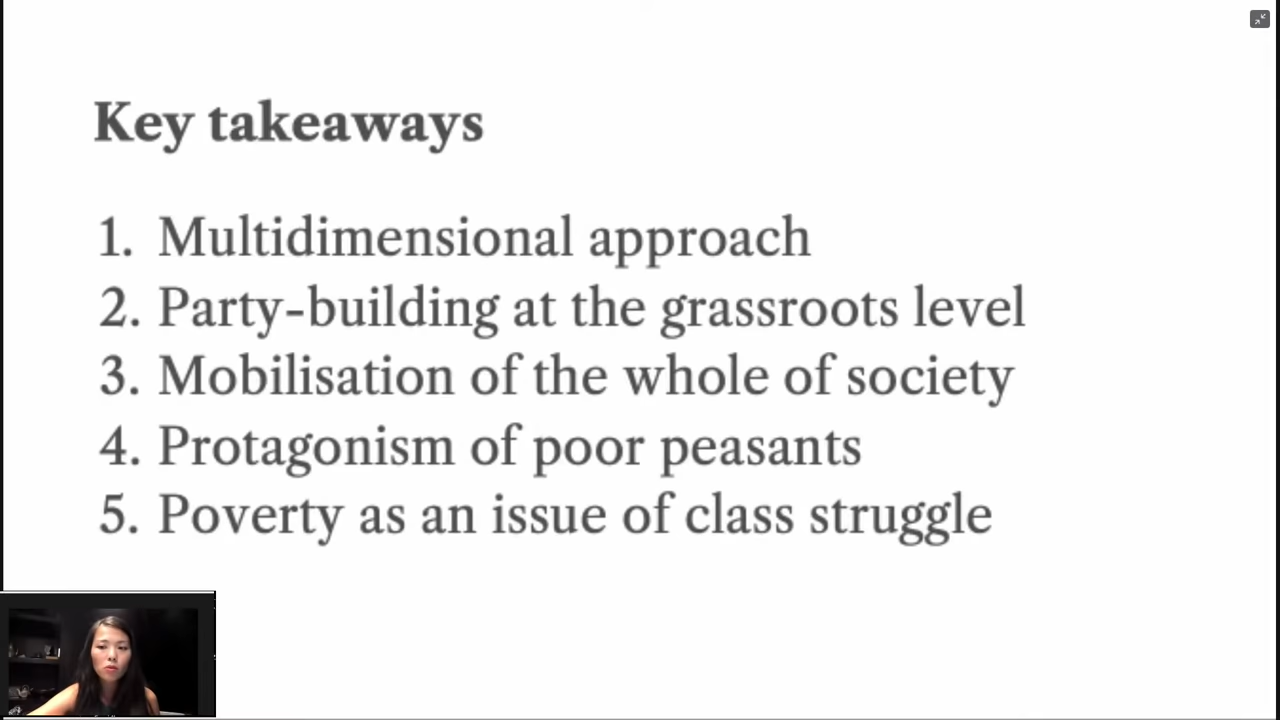 Key takeaways
1. Multidimensional approach
2. Party-building at the grassroots level
3. Mobilisation of the whole of society
4. Protagonism of poor peasants
5. Poverty as an issue of class struggle